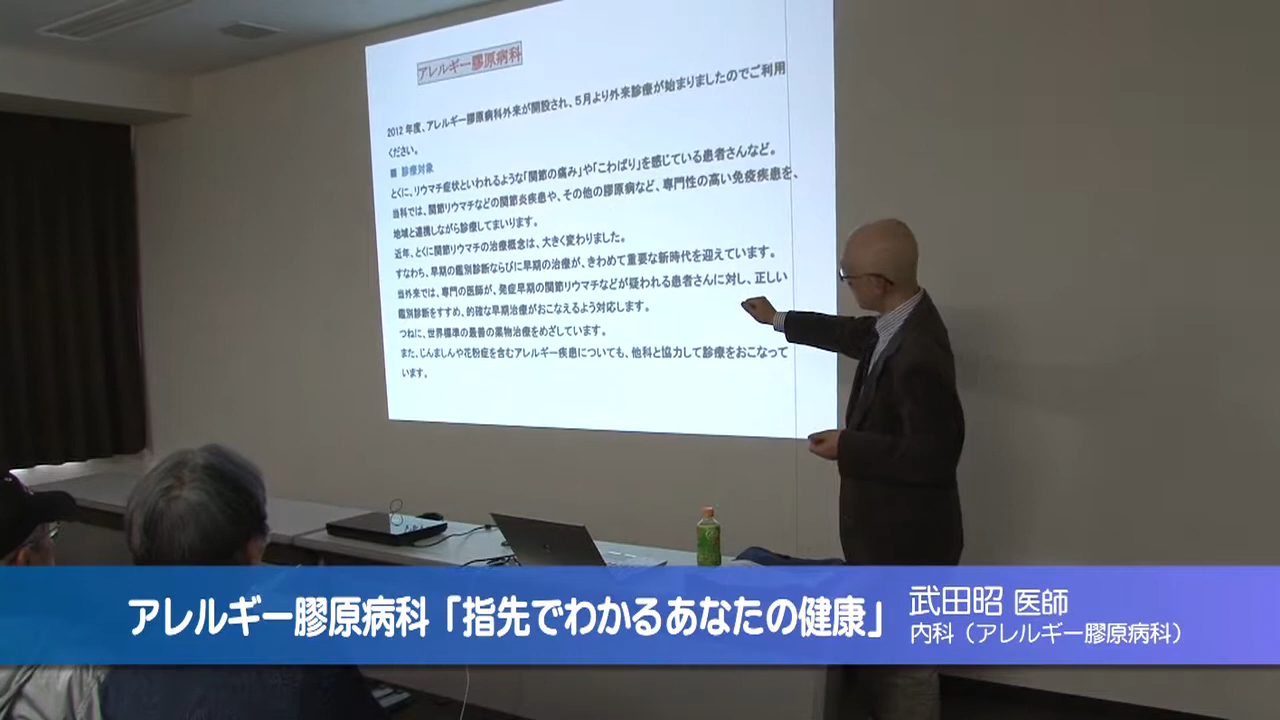 アレルギー膠原病科
2012 年度、アレルギー膠原病科外来が開設され、5月より外来診療が始まりましたのでご利用
ください。
■ 診療対象
とくに、リウマチ症状といわれるような「関節の痛み」や「こわばり」を感じている患者さんなど。
当科では、関節リウマチなどの関節炎疾患や、その他の膠原病など、専門性の高い免疫疾患を、
地域と連携しながら診療してまいります。
近年、とくに関節リウマチの治療概念は、大きく変わりました。
すなわち、早期の鑑別診断ならびに早期の治療が、きわめて重要な新時代を迎えています。
当外来では、専門の医師が、発症早期の関節リウマチなどが疑われる患者さんに対し、正しい
鑑別診断をすすめ、的確な早期治療がおこなえるよう対応します。
つねに、世界標準の最善の薬物治療をめざしています。
また、じんましんや花粉症を含むアレルギー疾患についても、他科と協力して診療をおこなって
います。
アレルギー膠原病科「指先でわかるあなたの健康」
武田昭 医師
内科（アレルギー膠原病科）